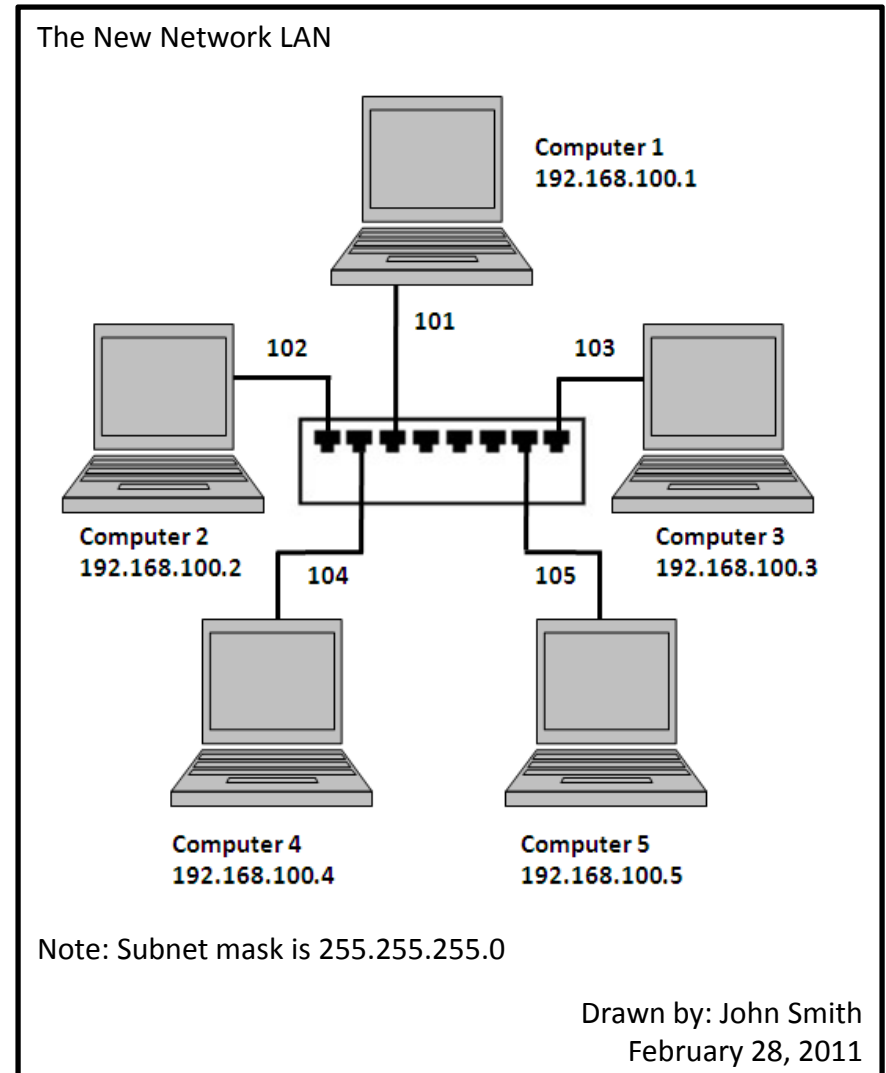 The New Network LAN
Computer 1
192.168.100.1
101
102
103
Computer 2
192.168.100.2
Computer 3
192.168.100.3
104
105
Computer 4
192.168.100.4
Computer 5
192.168.100.5
Note: Subnet mask is 255.255.255.0
Drawn by: John Smith
February 28, 2011